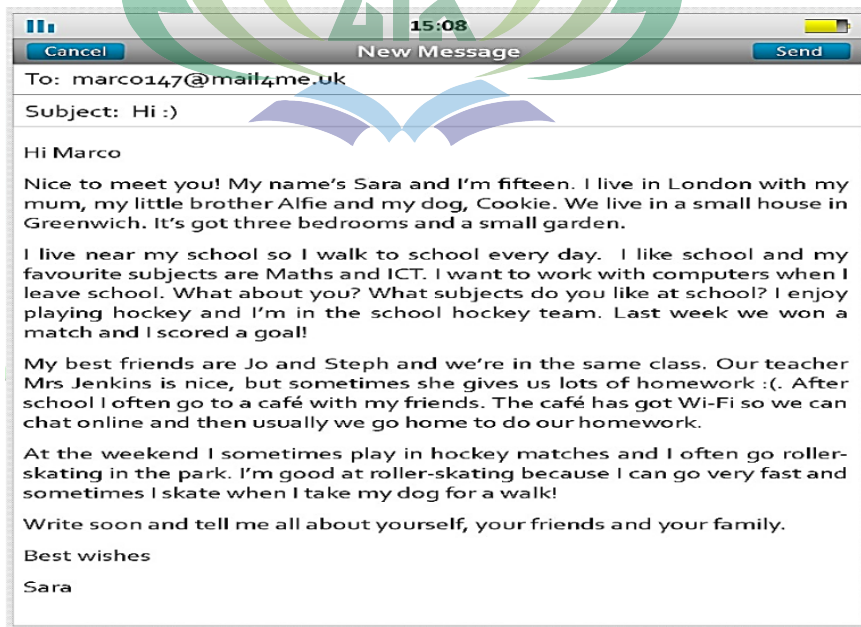 15:08
Cancel
New Message
Send
To: marco147@mail4me.uk
Subject: Hi :)
Hi Marco
Nice to meet you! My name's Sara and I'm fifteen. I live in London with my
mum, my little brother Alfie and my dog, Cookie. We live in a small house in
Greenwich. It's got three bedrooms and a small garden.
I live near my school so I walk to school every day. I like school and my
favourite subjects are Maths and ICT. I want to work with computers when I
leave school. What about you? What subjects do you like at school? I enjoy
playing hockey and I'm in the school hockey team. Last week we won a
match and I scored a goal!
My best friends are Jo and Steph and we're in the same class. Our teacher
Mrs Jenkins is nice, but sometimes she gives us lots of homework :(. After
school I often go to a café with my friends. The café has got Wi-Fi so we can
chat online and then usually we go home to do our homework.
At the weekend I sometimes play in hockey matches and I often go roller-
skating in the park. I'm good at roller-skating because I can go very fast and
sometimes I skate when I take my dog for a walk!
Write soon and tell me all about yourself, your friends and your family.
Best wishes
Sara